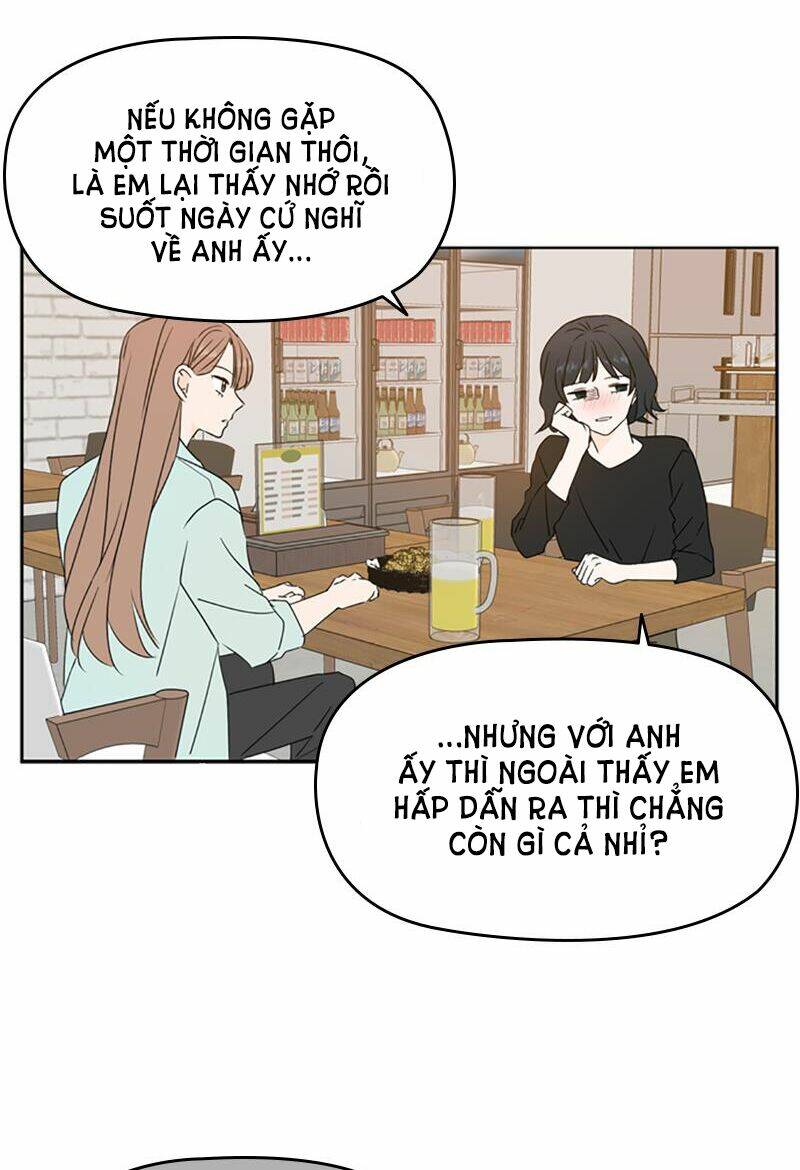 NẾU KHÔNG GẶP
MỘT THỜI GIAN THÔI,
LÀ EM LẠI THẤY NHỚ RỒI
SUỐT NGÀY CỨ NGHĨ
VỀ ANH ẤY...
...NHƯNG VỚI ANH
ẤY THÌ NGOÀI THẤY EM
HẤP DẪN RA THÌ CHẲNG
CÒN GÌ CẢ NHỈ?